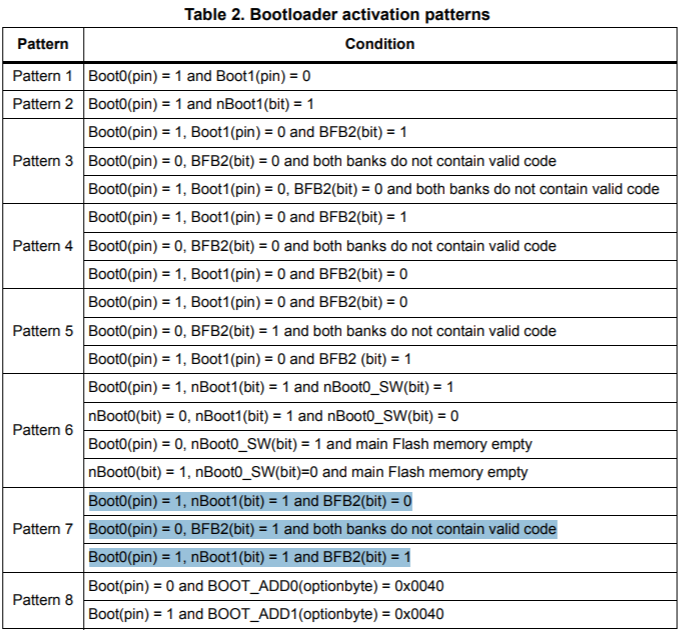 Table 2. Bootloader activation patterns
Pattern Condition
Pattern 1 Boot0(pin) = 1 and Boot1(pin) = 0
Pattern 2 Boot0(pin) = 1 and nBoot1(bit) = 1
Pattern 3
Boot0(pin) = 1, Boot1(pin) = 0 and BFB2(bit) = 1
Boot0(pin) = 0, BFB2(bit) = 0 and both banks do not contain valid code
Boot0(pin) = 1, Boot1(pin) = 0, BFB2(bit) = 0 and both banks do not contain valid code
Pattern 4
Boot0(pin) = 1, Boot1(pin) = 0 and BFB2(bit) = 1
Boot0(pin) = 0, BFB2(bit) = 0 and both banks do not contain valid code
Boot0(pin) = 1, Boot1(pin) = 0 and BFB2(bit) = 0
Pattern 5
Boot0(pin) = 1, Boot1(pin) = 0 and BFB2(bit) = 0
Boot0(pin) = 0, BFB2(bit) = 1 and both banks do not contain valid code
Boot0(pin) = 1, Boot1(pin) = 0 and BFB2 (bit) = 1
Pattern 6
Boot0(pin) = 1, nBoot1(bit) = 1 and nBoot0_SW(bit) = 1
nBoot0(bit) = 0, nBoot1(bit) = 1 and nBoot0_SW(bit) = 0
Boot0(pin) = 0, nBoot0_SW(bit) = 1 and main Flash memory empty
nBoot0(bit) = 1, nBoot0_SW(bit)=0 and main Flash memory empty
Pattern 7
Boot0(pin) = 1, nBoot1(bit) = 1 and BFB2(bit) = 0
Boot0(pin) = 0, BFB2(bit) = 1 and both banks do not contain valid code
Boot0(pin) = 1, nBoot1(bit) = 1 and BFB2(bit) = 1
Pattern 8
Boot(pin) = 0 and BOOT_ADD0(optionbyte) = 0x0040
Boot(pin) = 1 and BOOT_ADD1(optionbyte) = 0x0040